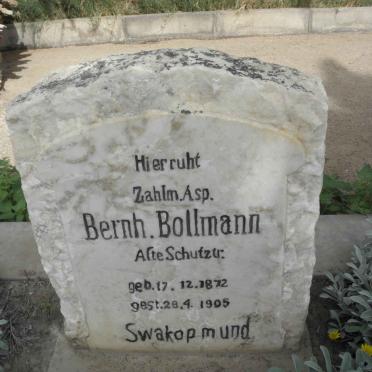 Hier ruht
Zahlm. Asp.
Bernh. Bollmann
Afte Schutztr.
geb. 17. 12. 1872
gest. 28. 4. 1905
Swakopmund